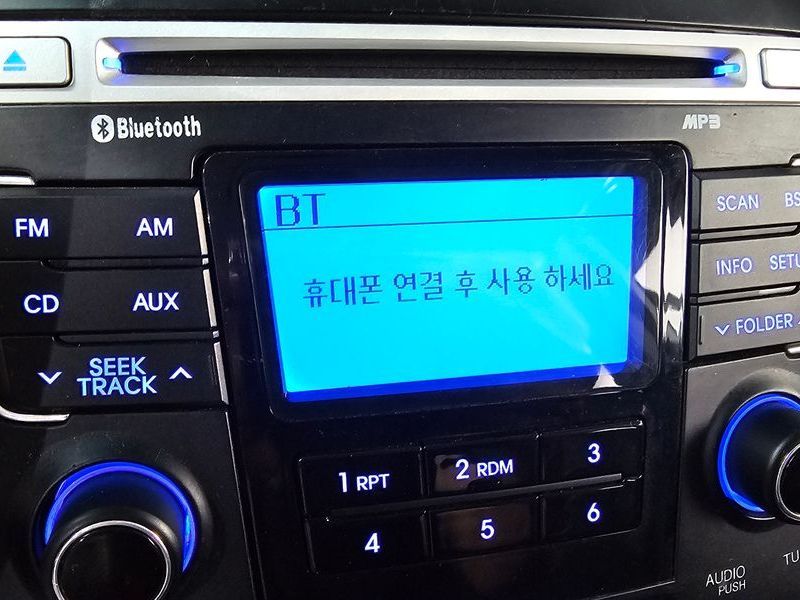 Bluetooth
MP3
BT
휴대폰 연결 후 사용 하세요
FM AM
CD AUX
SEEK
TRACK
SCAN
INFO
FOLDER
1 RPT 2 RDM 3
4 5 6
AUDIO
PUSH